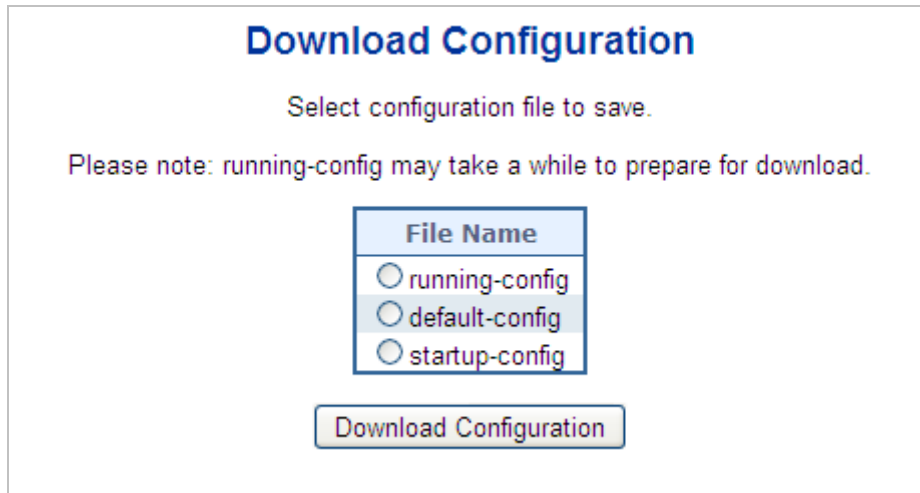 Download Configuration
Select configuration file to save.
Please note: running-config may take a while to prepare for download.
File Name
running-config
default-config
startup-config
Download Configuration